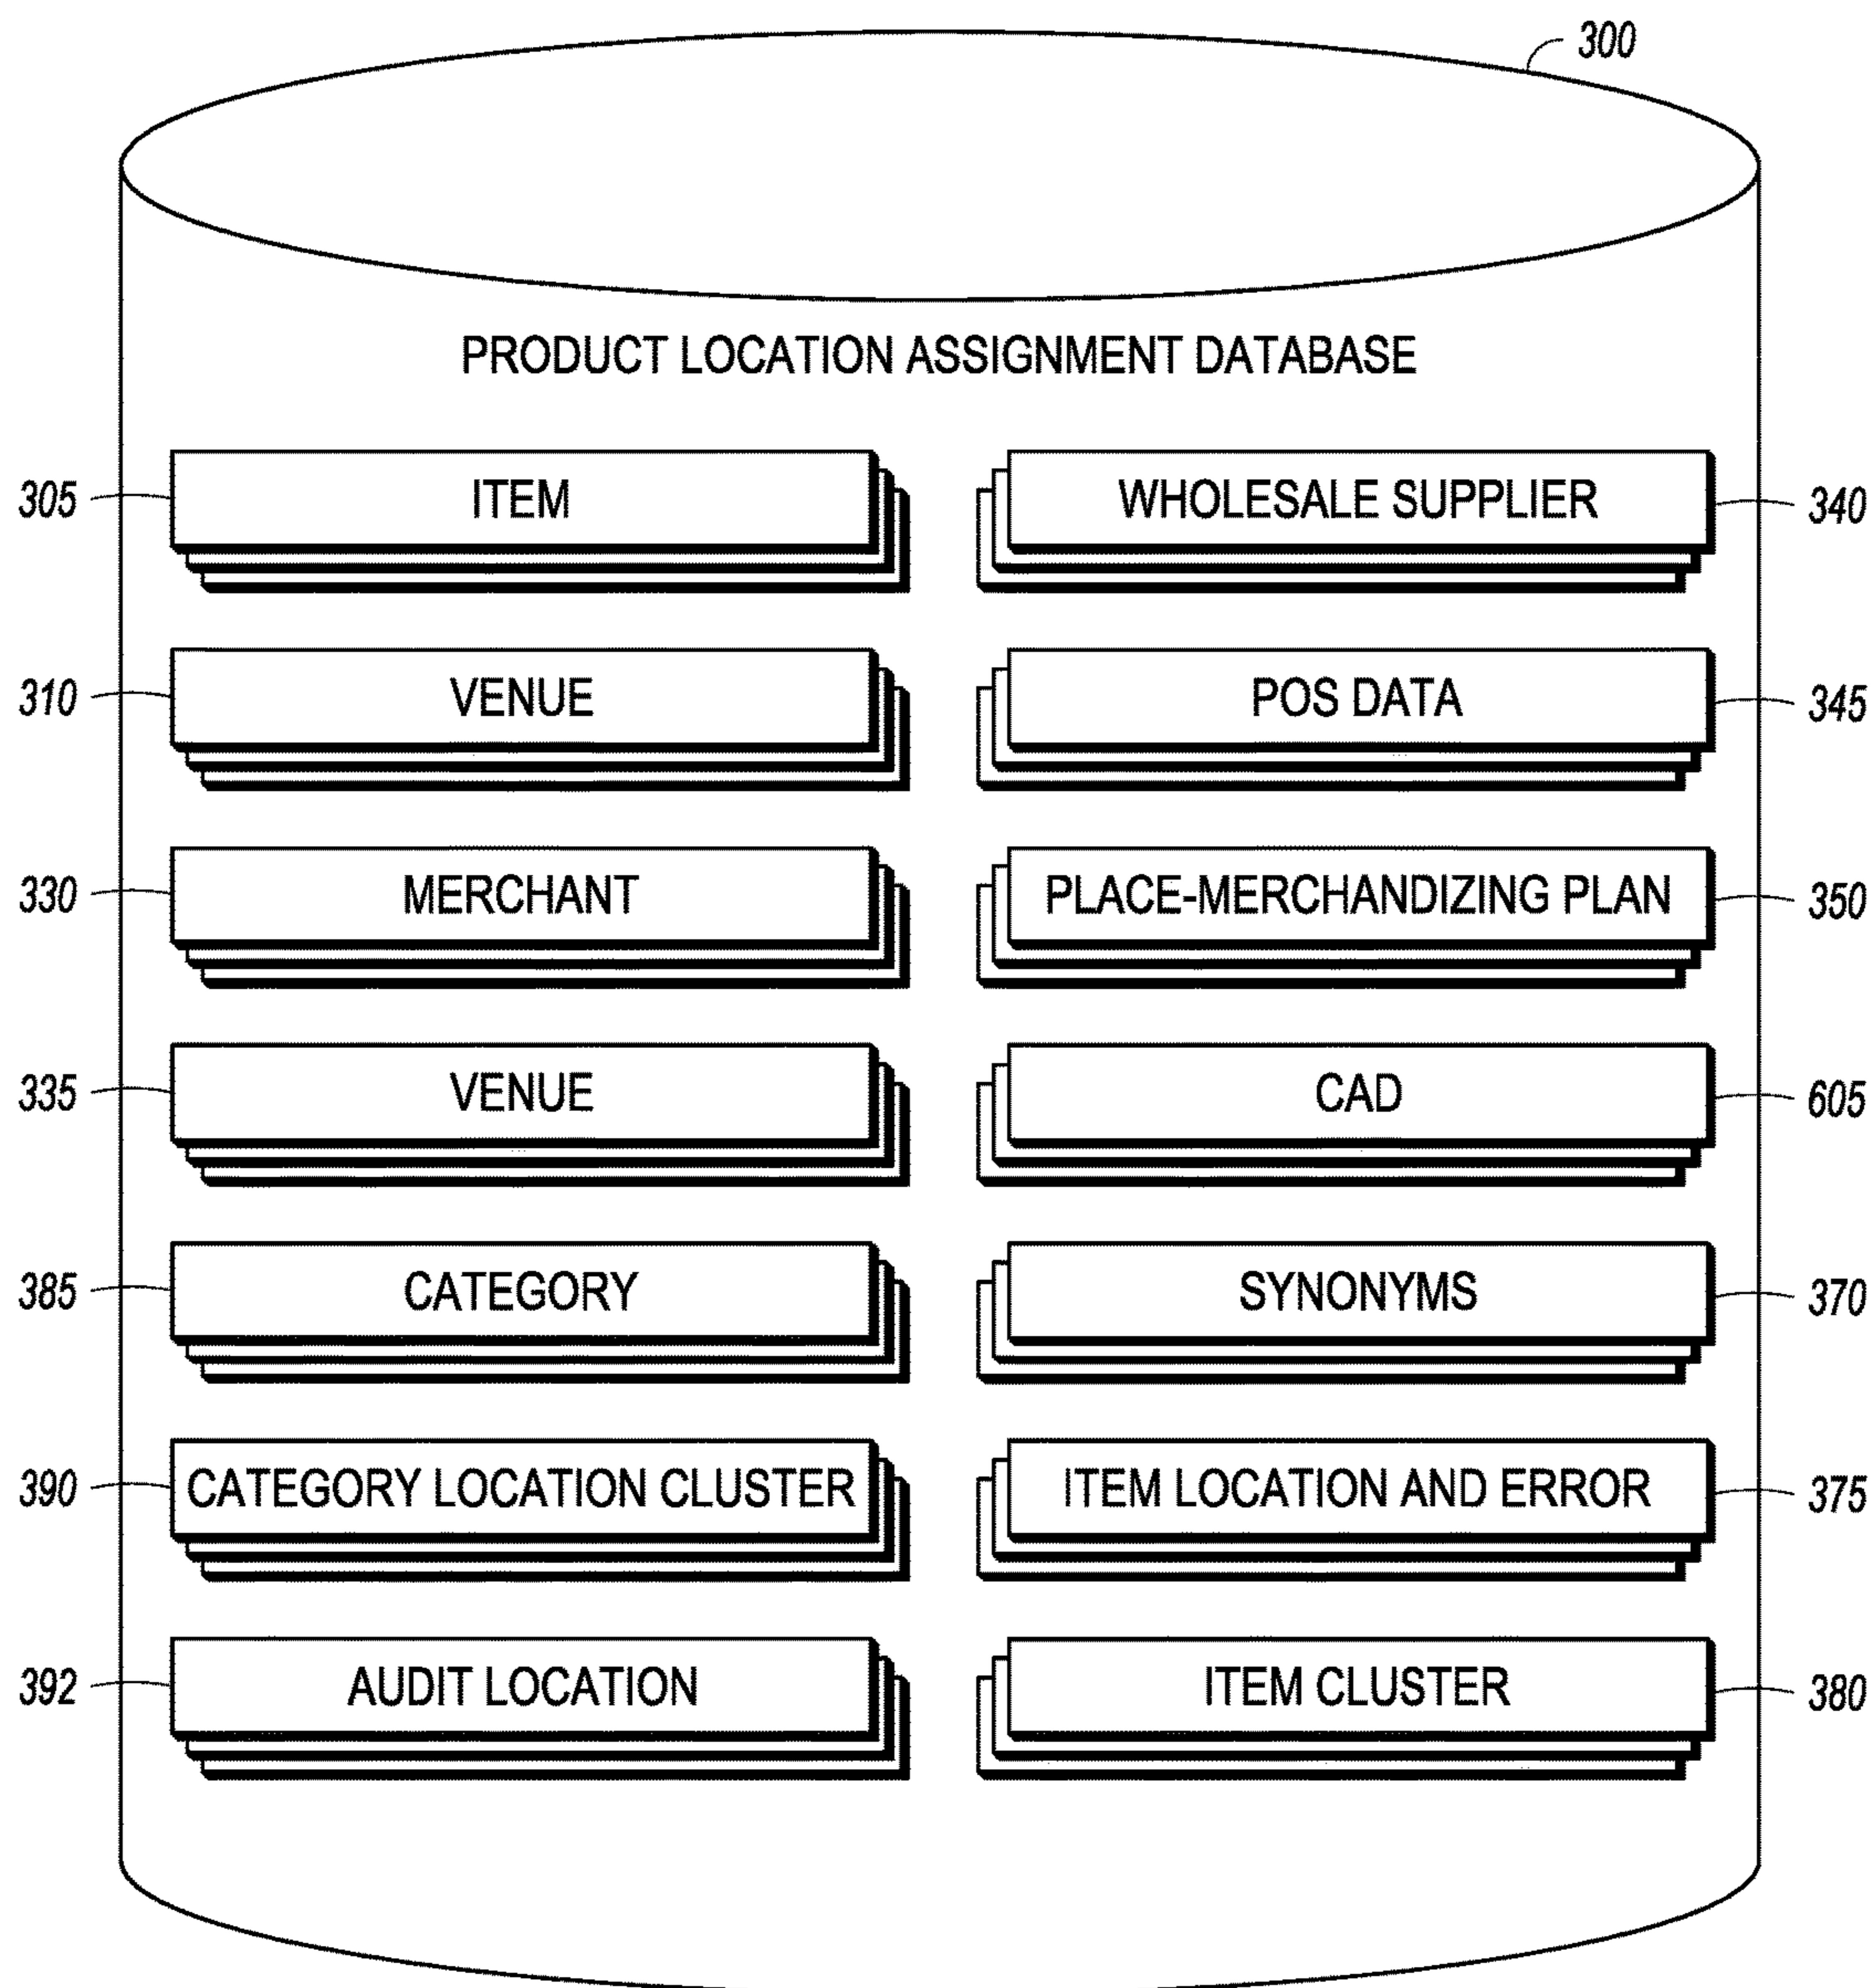 300
PRODUCT LOCATION ASSIGNMENT DATABASE
305 ITEM WHOLESALE SUPPLIER 340
310 VENUE POS DATA 345
330 MERCHANT PLACE-MERCHANDIZING PLAN 350
335 VENUE CAD 605
385 CATEGORY SYNONYMS 370
390 CATEGORY LOCATION CLUSTER ITEM LOCATION AND ERROR 375
392 AUDIT LOCATION ITEM CLUSTER 380